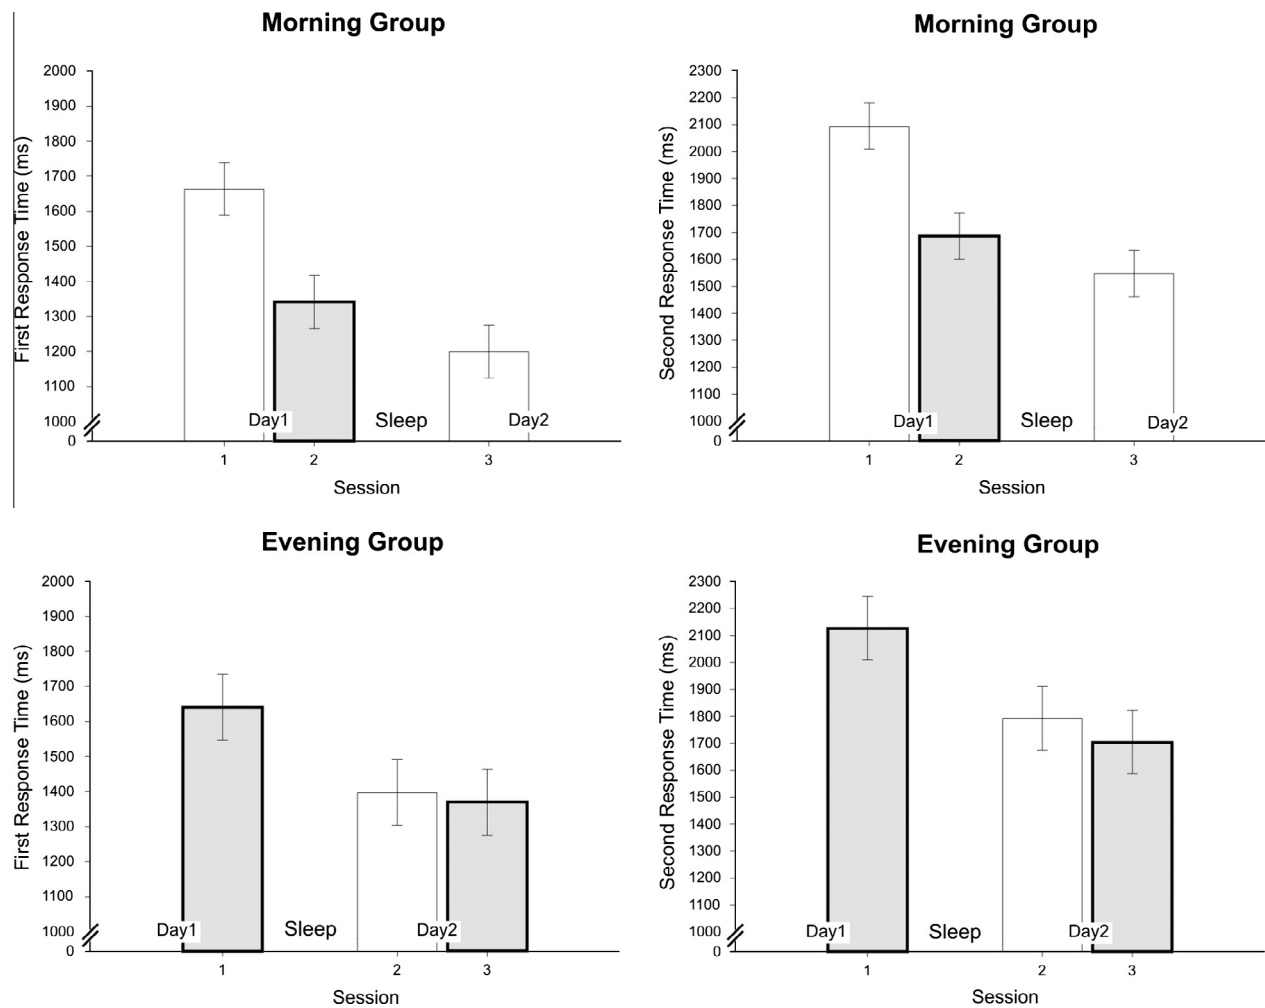 Morning Group
First Response Time (ms)
2000
1900
1800
1700
1600
1500
1400
1300
1200
1100
1000
0
Day1
Sleep
Day2
1
2
3
Session
Morning Group
Second Response Time (ms)
2300
2200
2100
2000
1900
1800
1700
1600
1500
1400
1300
1200
1100
1000
0
Day1
Sleep
Day2
1
2
3
Session
Evening Group
First Response Time (ms)
2000
1900
1800
1700
1600
1500
1400
1300
1200
1100
1000
0
Day1
Sleep
Day2
1
2
3
Session
Evening Group
Second Response Time (ms)
2300
2200
2100
2000
1900
1800
1700
1600
1500
1400
1300
1200
1100
1000
0
Day1
Sleep
Day2
1
2
3
Session